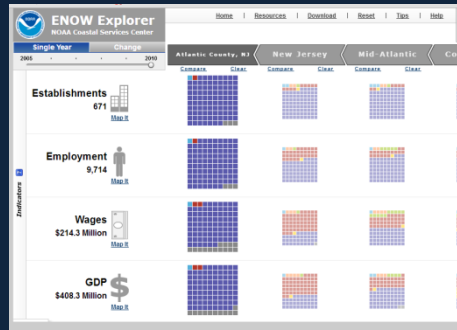 ENOW Explorer
NOAA Coastal Services Center
Home | Resources | Download | Reset | Tips | Help
Single Year
Change
2005
2010
Atlantic County, NJ
New Jersey
Mid-Atlantic
Co
Compare Clear
Compare Clear
Compare Clear
Establishments
671
Map It
Employment
9,714
Map It
Indicators
Wages
$214.3 Million
Map It
GDP
$408.3 Million
Map It